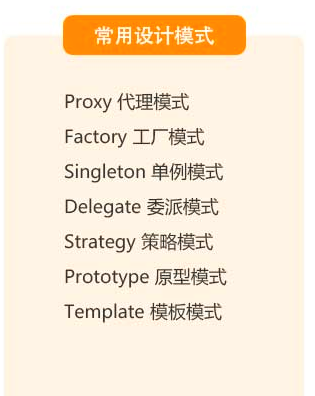 常用设计模式
Proxy 代理模式
Factory 工厂模式
Singleton 单例模式
Delegate 委派模式
Strategy 策略模式
Prototype 原型模式
Template 模板模式